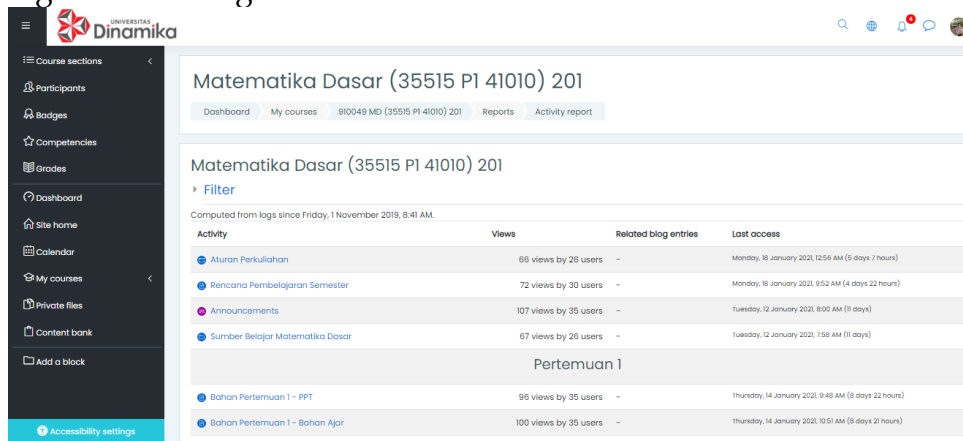 UNIVERSITAS
Dinamika
4
Course sections
Participants
Badges
Competencies
Grades
Dashboard
Site home
Calendar
My courses
Private files
Content bank
Add a block
Accessibility settings
Matematika Dasar (35515 P1 41010) 201
Dashboard My courses 910049 MD (35515 P1 41010) 201 Reports Activity report
Matematika Dasar (35515 P1 41010) 201
Filter
Computed from logs since Friday, 1 November 2019, 8:41 AM.
Activity Views Related blog entries Last access
Aturan Perkuliahan 66 views by 26 users - Monday, 18 January 2021, 12:56 AM (5 days 7 hours)
Rencana Pembelajaran Semester 72 views by 30 users - Monday, 18 January 2021, 9:52 AM (4 days 22 hours)
Announcements 107 views by 35 users - Tuesday, 12 January 2021, 8:00 AM (11 days)
Sumber Belajar Matematika Dasar 67 views by 26 users - Tuesday, 12 January 2021, 7:58 AM (11 days)
Pertemuan 1
Bahan Pertemuan 1 - PPT 96 views by 35 users - Thursday, 14 January 2021, 9:48 AM (8 days 22 hours)
Bahan Pertemuan 1 - Bahan Ajar 100 views by 35 users - Thursday, 14 January 2021, 10:51 AM (8 days 21 hours)